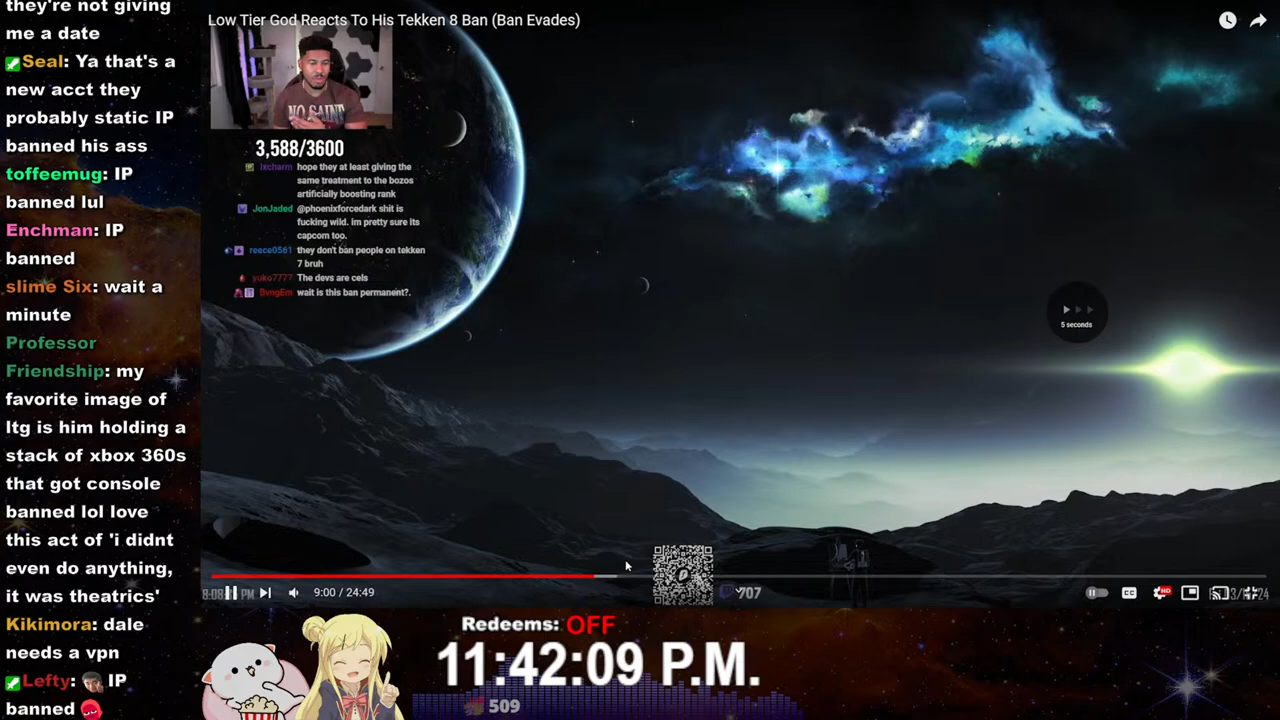 they're not giving
me a date
Seal: Ya that's a
new acct they
probably static IP
banned his ass
toffeemug: IP
banned lul
Enchman: IP
banned
slime Six: wait a
minute
Professor
Friendship: my
favorite image of
ltg is him holding a
stack of xbox 360s
that got console
banned lol love
this act of 'i didnt
even do anything,
it was theatrics'
Kikimora: dale
needs a vpn
Lefty: IP
banned
Low Tier God Reacts To His Tekken 8 Ban (Ban Evades)
NO SAINT
3,588/3600
lxcharm hope they at least giving the
same treatment to the bozos
artificially boosting rank
JonJaded @phoenixforcedark shit is
fucking wild. im pretty sure its
capcom too.
reece0561 they don't ban people on tekken
7 bruh
yuko7777 The devs are cels
BvngEm wait is this ban permanent?.
5 seconds
9:00 / 24:49
707
CC
HD
Redeems: OFF
11:42:09 P.M.
509